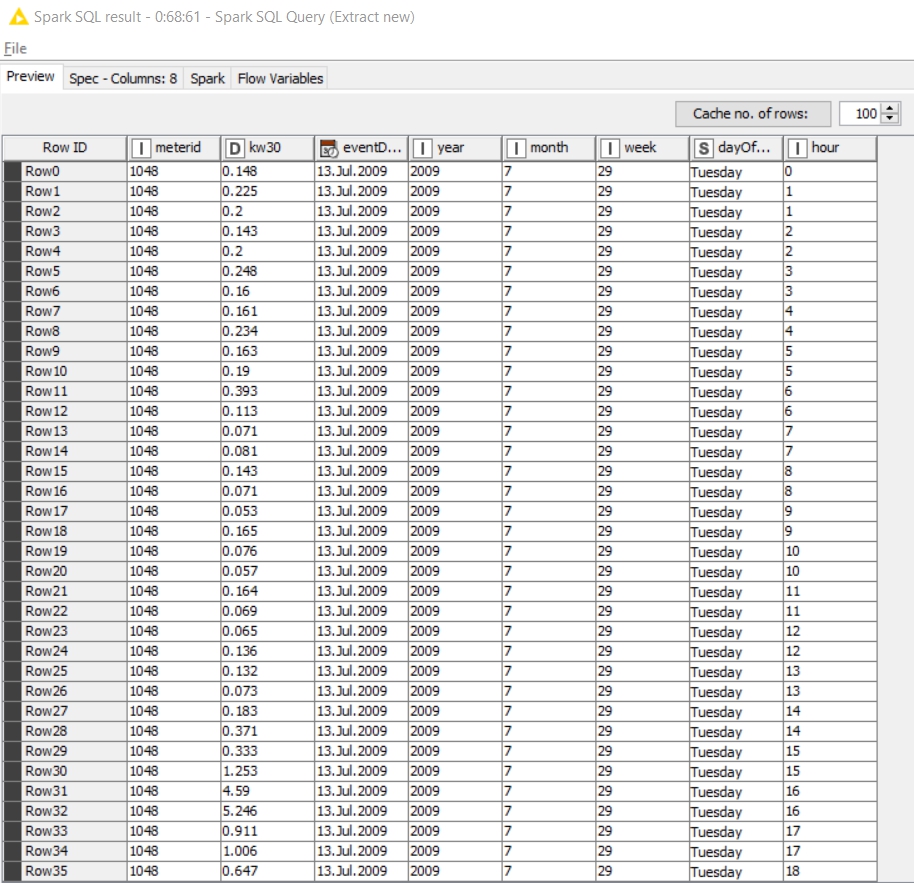 Spark SQL result - 0:68:61 - Spark SQL Query (Extract new)
File
Preview Spec - Columns: 8 Spark Flow Variables
Cache no. of rows: 100
Row ID I meterid D kw30 eventD... I year I month I week S dayOf... I hour
Row0 1048 0.148 13.Jul.2009 2009 7 29 Tuesday 0
Row1 1048 0.225 13.Jul.2009 2009 7 29 Tuesday 1
Row2 1048 0.2 13.Jul.2009 2009 7 29 Tuesday 1
Row3 1048 0.143 13.Jul.2009 2009 7 29 Tuesday 2
Row4 1048 0.2 13.Jul.2009 2009 7 29 Tuesday 2
Row5 1048 0.248 13.Jul.2009 2009 7 29 Tuesday 3
Row6 1048 0.16 13.Jul.2009 2009 7 29 Tuesday 3
Row7 1048 0.161 13.Jul.2009 2009 7 29 Tuesday 4
Row8 1048 0.234 13.Jul.2009 2009 7 29 Tuesday 4
Row9 1048 0.163 13.Jul.2009 2009 7 29 Tuesday 5
Row10 1048 0.19 13.Jul.2009 2009 7 29 Tuesday 5
Row11 1048 0.393 13.Jul.2009 2009 7 29 Tuesday 6
Row12 1048 0.113 13.Jul.2009 2009 7 29 Tuesday 6
Row13 1048 0.071 13.Jul.2009 2009 7 29 Tuesday 7
Row14 1048 0.081 13.Jul.2009 2009 7 29 Tuesday 7
Row15 1048 0.143 13.Jul.2009 2009 7 29 Tuesday 8
Row16 1048 0.071 13.Jul.2009 2009 7 29 Tuesday 8
Row17 1048 0.053 13.Jul.2009 2009 7 29 Tuesday 9
Row18 1048 0.165 13.Jul.2009 2009 7 29 Tuesday 9
Row19 1048 0.076 13.Jul.2009 2009 7 29 Tuesday 10
Row20 1048 0.057 13.Jul.2009 2009 7 29 Tuesday 10
Row21 1048 0.164 13.Jul.2009 2009 7 29 Tuesday 11
Row22 1048 0.069 13.Jul.2009 2009 7 29 Tuesday 11
Row23 1048 0.065 13.Jul.2009 2009 7 29 Tuesday 12
Row24 1048 0.136 13.Jul.2009 2009 7 29 Tuesday 12
Row25 1048 0.132 13.Jul.2009 2009 7 29 Tuesday 13
Row26 1048 0.073 13.Jul.2009 2009 7 29 Tuesday 13
Row27 1048 0.183 13.Jul.2009 2009 7 29 Tuesday 14
Row28 1048 0.371 13.Jul.2009 2009 7 29 Tuesday 14
Row29 1048 0.333 13.Jul.2009 2009 7 29 Tuesday 15
Row30 1048 1.253 13.Jul.2009 2009 7 29 Tuesday 15
Row31 1048 4.59 13.Jul.2009 2009 7 29 Tuesday 16
Row32 1048 5.246 13.Jul.2009 2009 7 29 Tuesday 16
Row33 1048 0.911 13.Jul.2009 2009 7 29 Tuesday 17
Row34 1048 1.006 13.Jul.2009 2009 7 29 Tuesday 17
Row35 1048 0.647 13.Jul.2009 2009 7 29 Tuesday 18